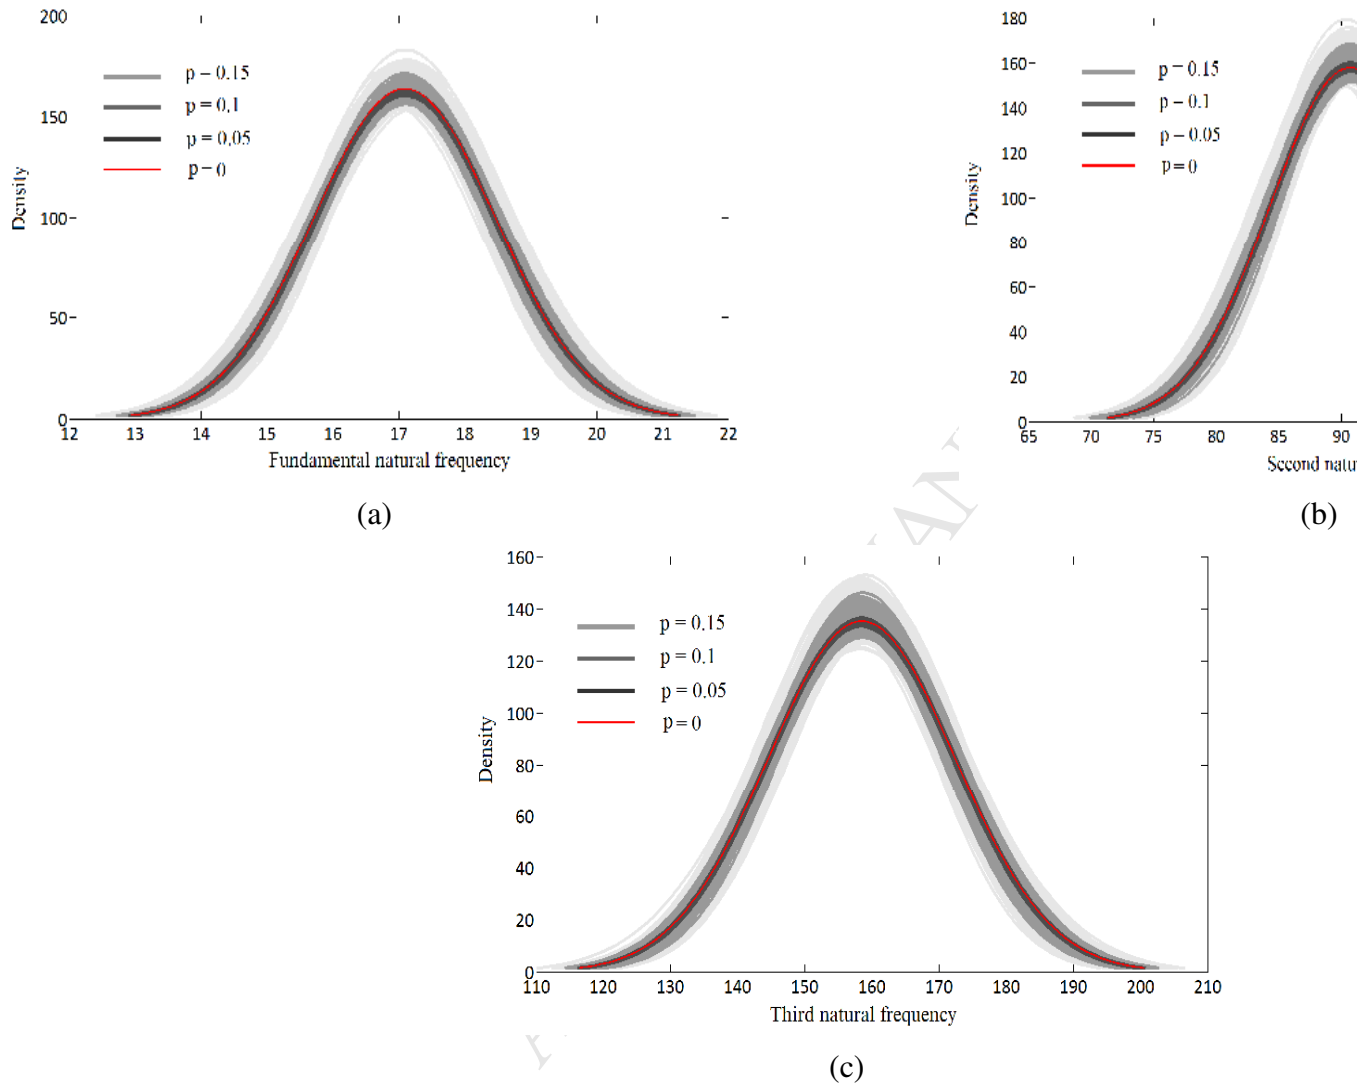 200
150
100
50
0
Density
p = 0.15
p = 0.1
p = 0.05
p = 0
12 13 14 15 16 17 18 19 20 21 22
Fundamental natural frequency
(a)
180
160
140
120
100
80
60
40
20
0
Density
p = 0.15
p = 0.1
p = 0.05
p = 0
65 70 75 80 85 90
Second natu
(b)
160
140
120
100
80
60
40
20
0
Density
p = 0.15
p = 0.1
p = 0.05
p = 0
110 120 130 140 150 160 170 180 190 200 210
Third natural frequency
(c)